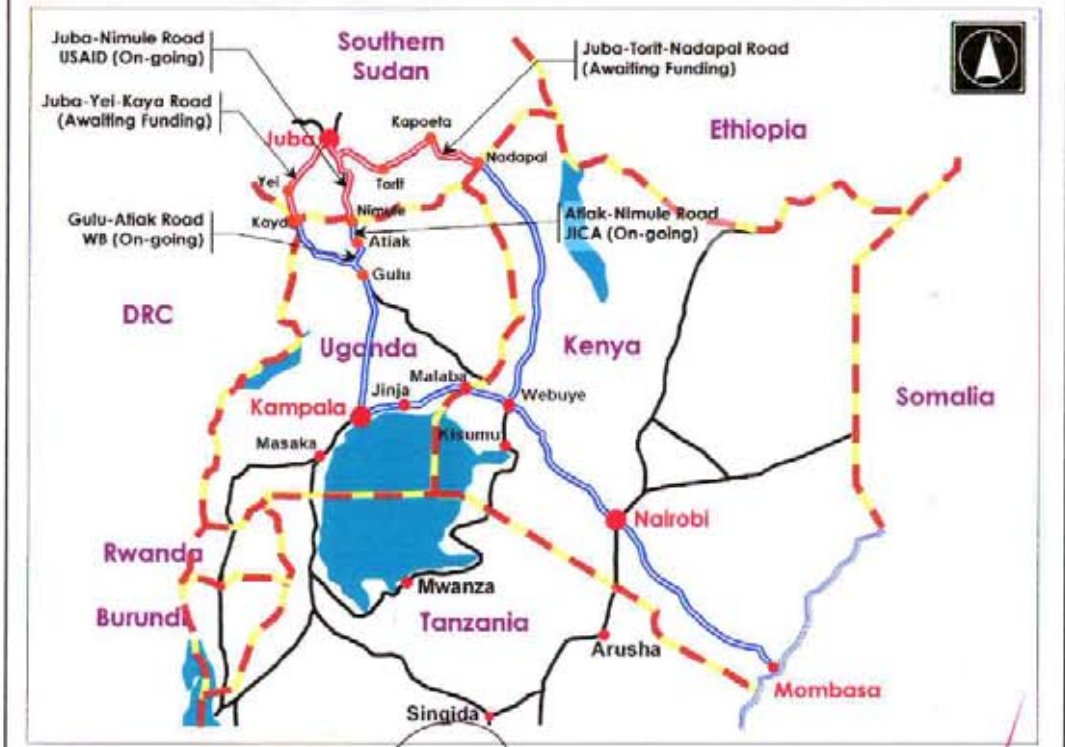 Juba-Nimule Road
USAID (On-going)
Southern
Sudan
Juba-Torit-Nadapal Road
(Awaiting Funding)
Juba-Yei-Kaya Road
(Awaiting Funding)
Juba
Kapoeta
Ethiopia
Nadapal
Yei
Torit
Gulu-Atiak Road
WB (On-going)
Kaya
Nimule
Atiak
Atiak-Nimule Road
JICA (On-going)
Gulu
DRC
Uganda
Kenya
Malaba
Jinja
Webuye
Somalia
Kampala
Kisumu
Masaka
Nairobi
Rwanda
Mwanza
Burundi
Tanzania
Arusha
Mombasa
Singida